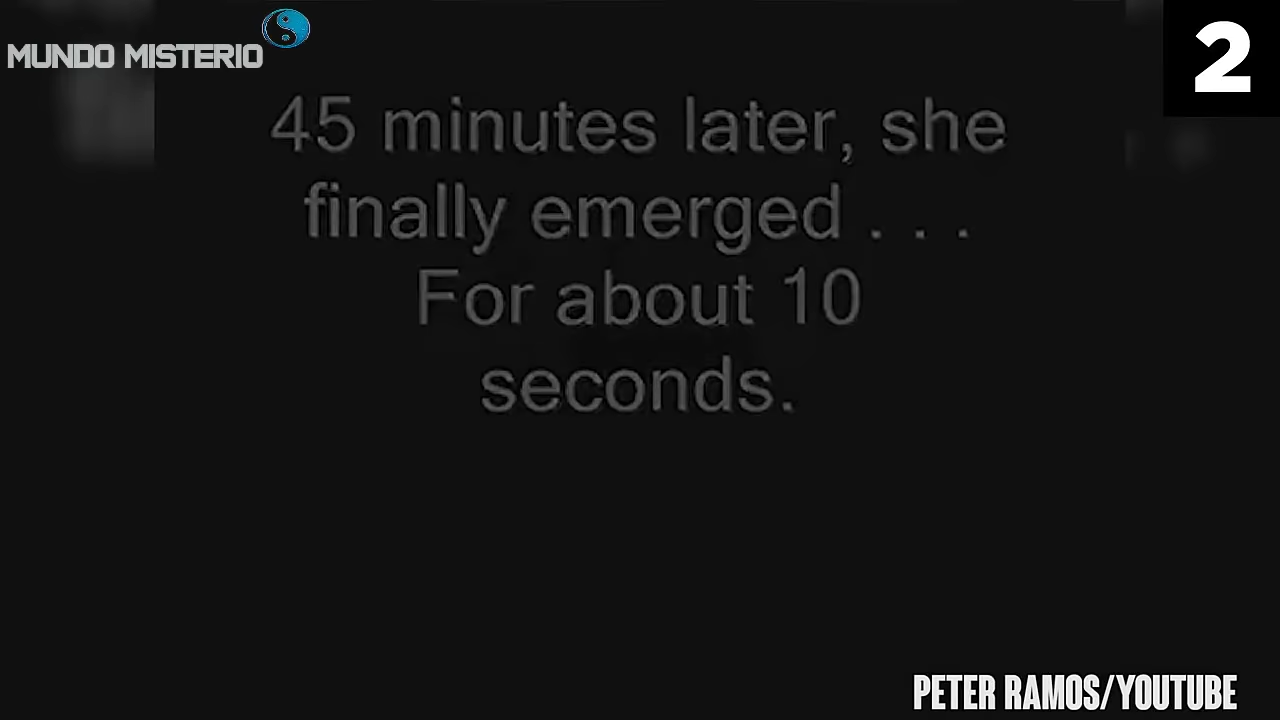 MUNDO MISTERIO
2
45 minutes later, she
finally emerged . . .
For about 10
seconds.
PETER RAMOS/YOUTUBE